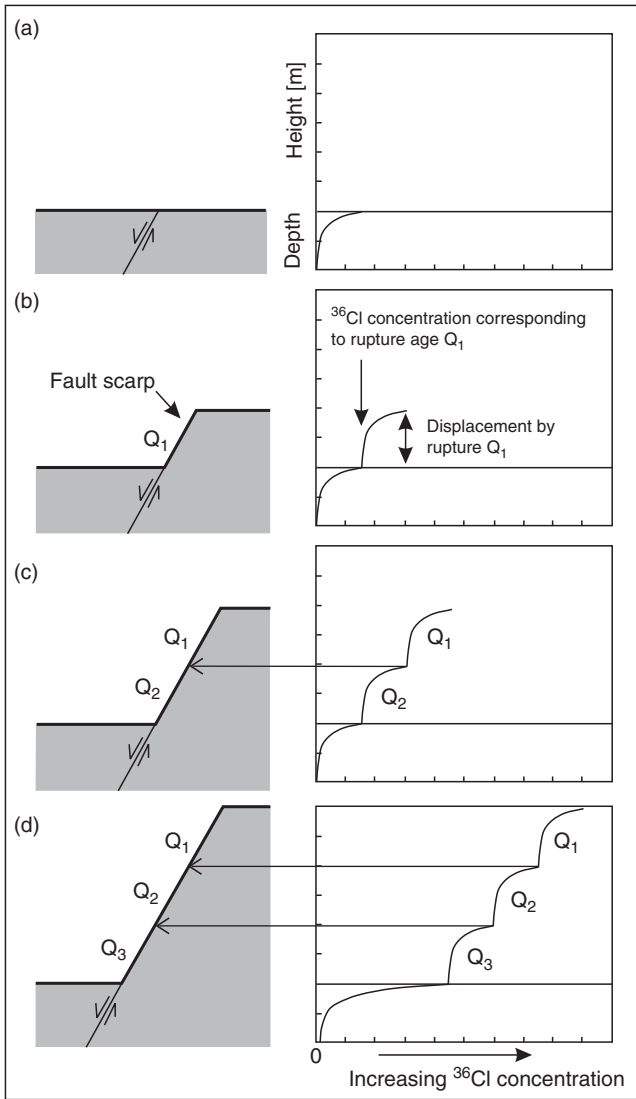 (a)
Height [m]
Depth
(b)
Fault scarp
Q₁
³⁶Cl concentration corresponding
to rupture age Q₁
Displacement by
rupture Q₁
(c)
Q₁
Q₂
Q₁
Q₂
(d)
Q₁
Q₂
Q₃
Q₁
Q₂
Q₃
0
Increasing ³⁶Cl concentration